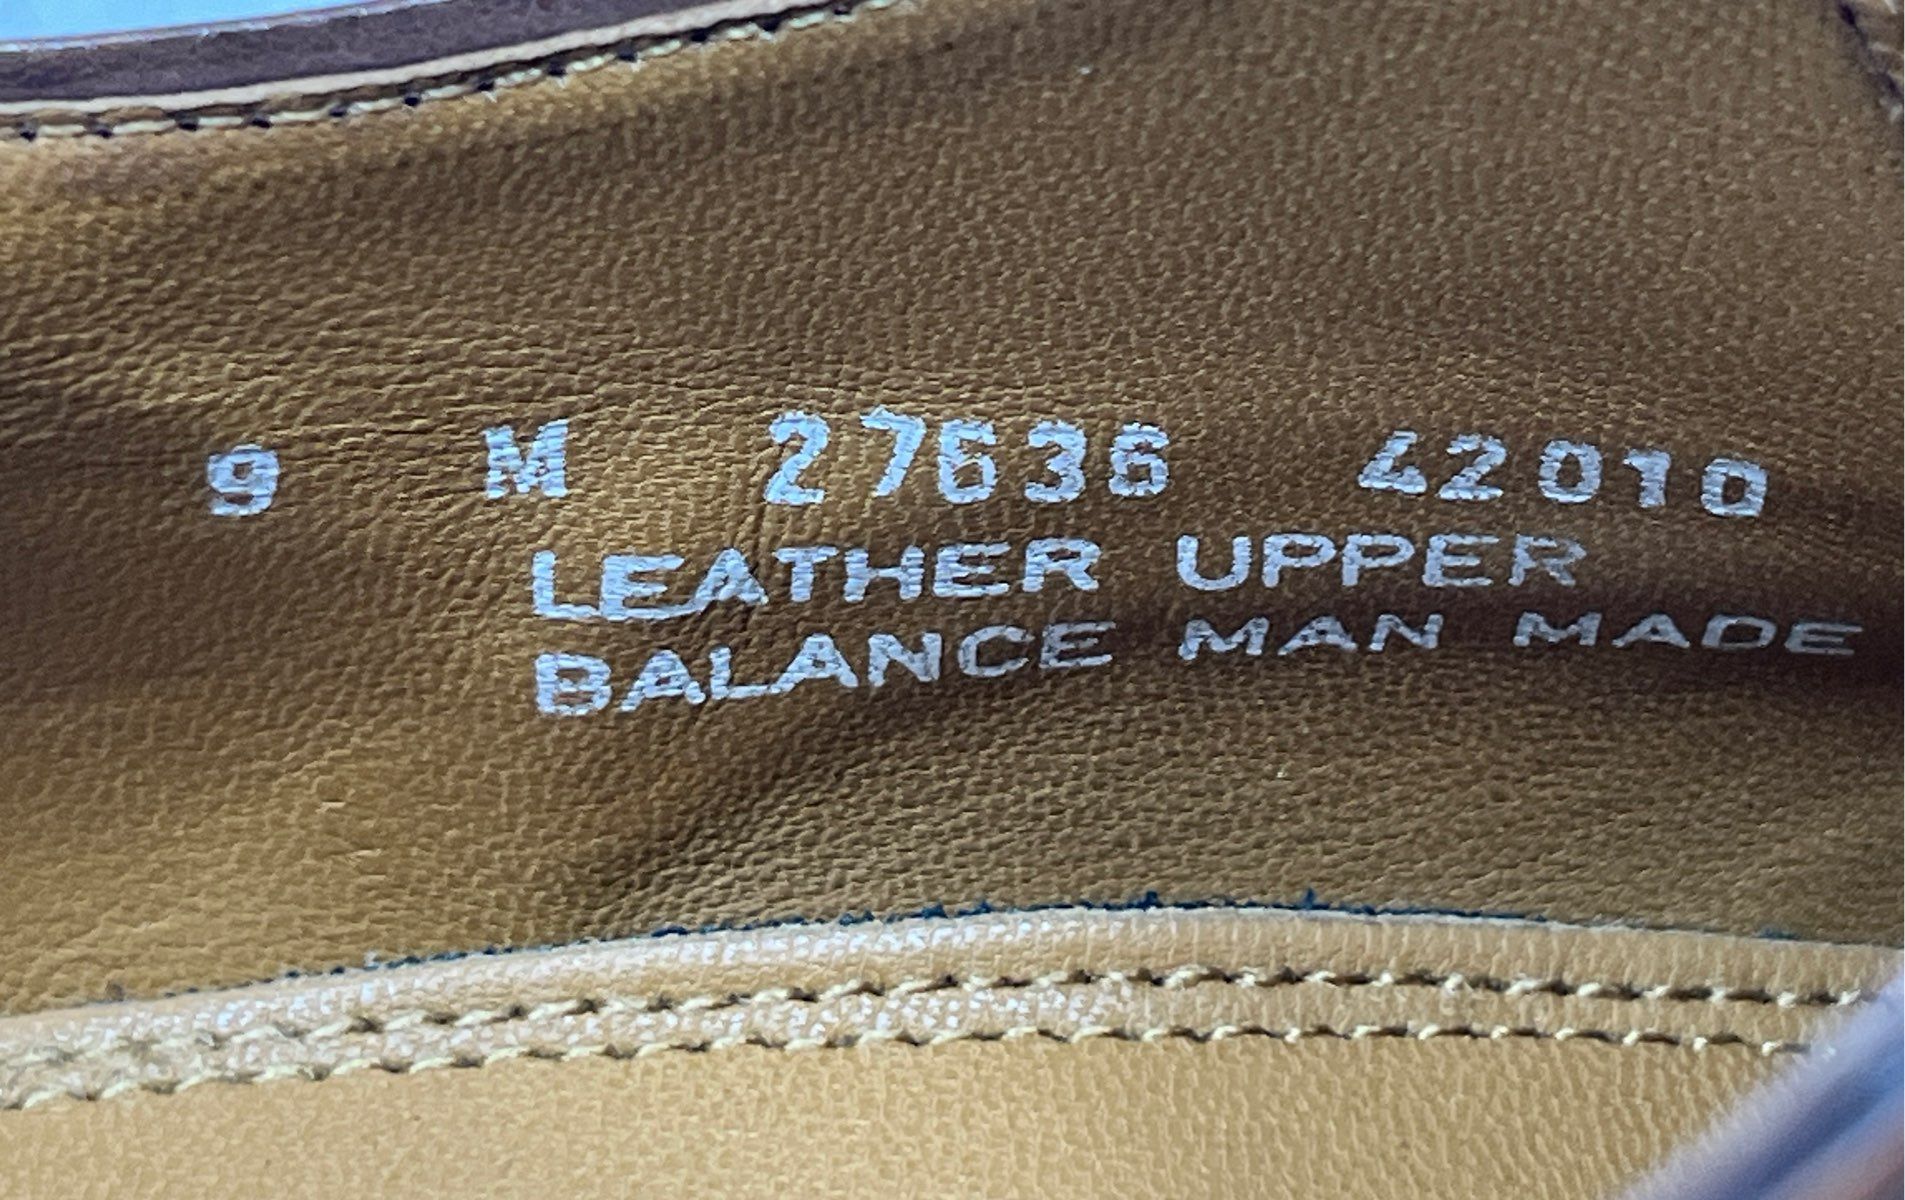 9 M 27636 42010
LEATHER UPPER
BALANCE MAN MADE